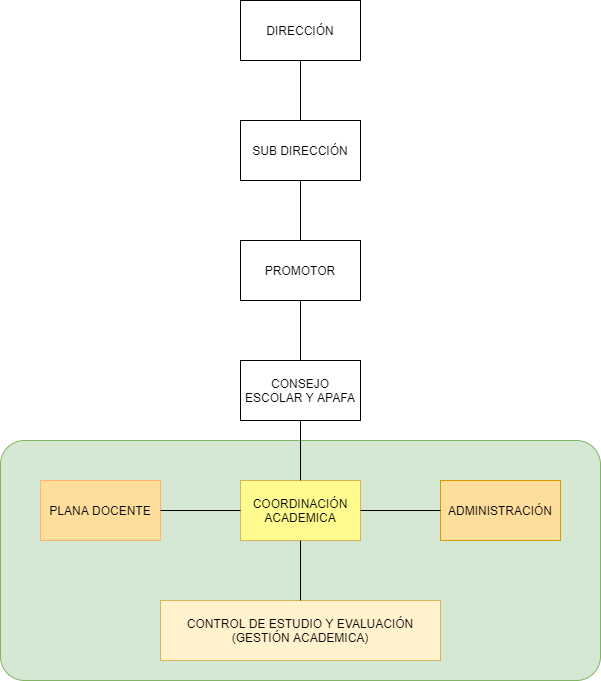 DIRECCIÓN
SUB DIRECCIÓN
PROMOTOR
CONSEJO
ESCOLAR Y APAFA
PLANA DOCENTE
COORDINACIÓN
ACADEMICA
ADMINISTRACIÓN
CONTROL DE ESTUDIO Y EVALUACIÓN
(GESTIÓN ACADEMICA)